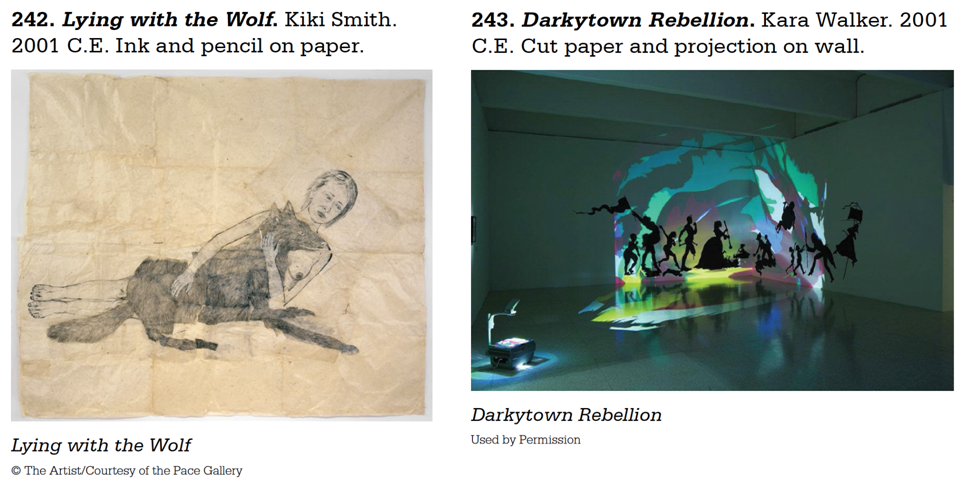 242. Lying with the Wolf. Kiki Smith.
2001 C.E. Ink and pencil on paper.
Lying with the Wolf
© The Artist/Courtesy of the Pace Gallery
243. Darkytown Rebellion. Kara Walker. 2001
C.E. Cut paper and projection on wall.
Darkytown Rebellion
Used by Permission